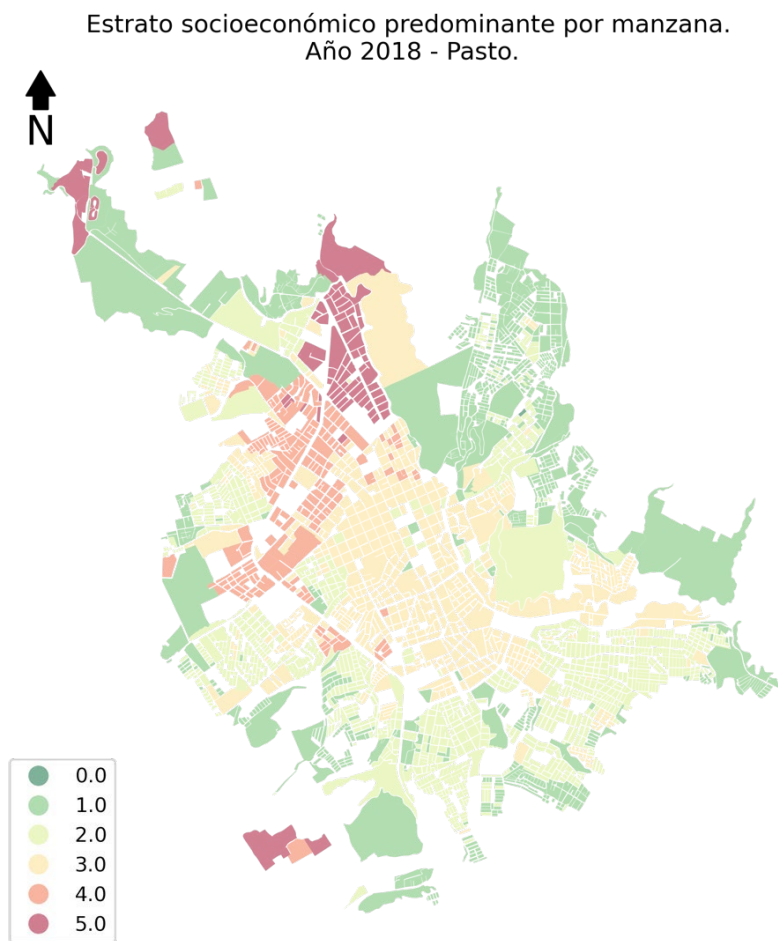 Estrato socioeconómico predominante por manzana.
Año 2018 - Pasto.
N
0.0
1.0
2.0
3.0
4.0
5.0